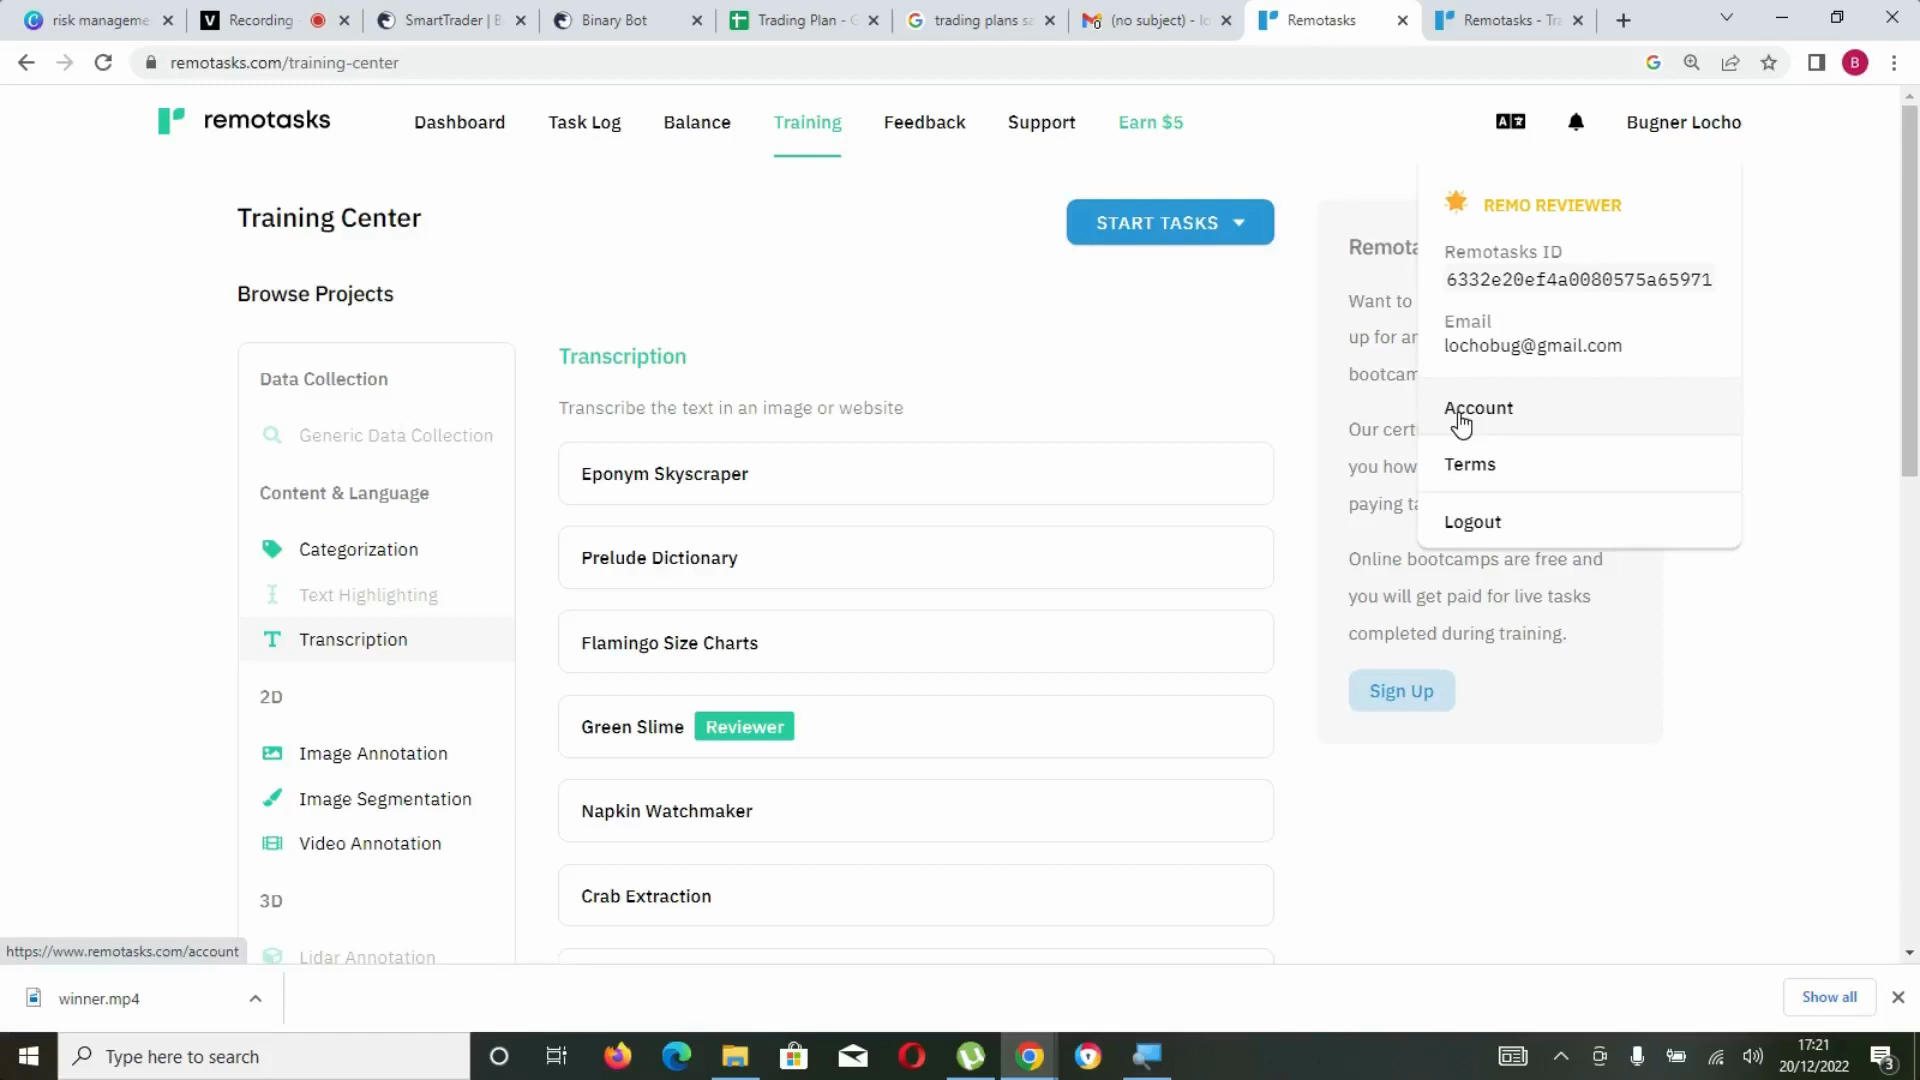 risk manageme
Recording
SmartTrader | B
Binary Bot
Trading Plan - G
trading plans sa
(no subject) - lo
Remotasks
Remotasks - Tra
remotasks.com/training-center
B
remotasks
Dashboard
Task Log
Balance
Training
Feedback
Support
Earn $5
Bugner Locho
Training Center
START TASKS
Browse Projects
Data Collection
Generic Data Collection
Content & Language
Categorization
Text Highlighting
Transcription
2D
Image Annotation
Image Segmentation
Video Annotation
3D
Lidar Annotation
Transcription
Transcribe the text in an image or website
Eponym Skyscraper
Prelude Dictionary
Flamingo Size Charts
Green Slime Reviewer
Napkin Watchmaker
Crab Extraction
Remota
Want to
up for an
bootcam
Our certi
you how
paying ta
Online bootcamps are free and
you will get paid for live tasks
completed during training.
Sign Up
REMO REVIEWER
Remotasks ID
6332e20ef4a0080575a65971
Email
lochobug@gmail.com
Account
Terms
Logout
https://www.remotasks.com/account
winner.mp4
Show all
Type here to search
17:21
20/12/2022
3